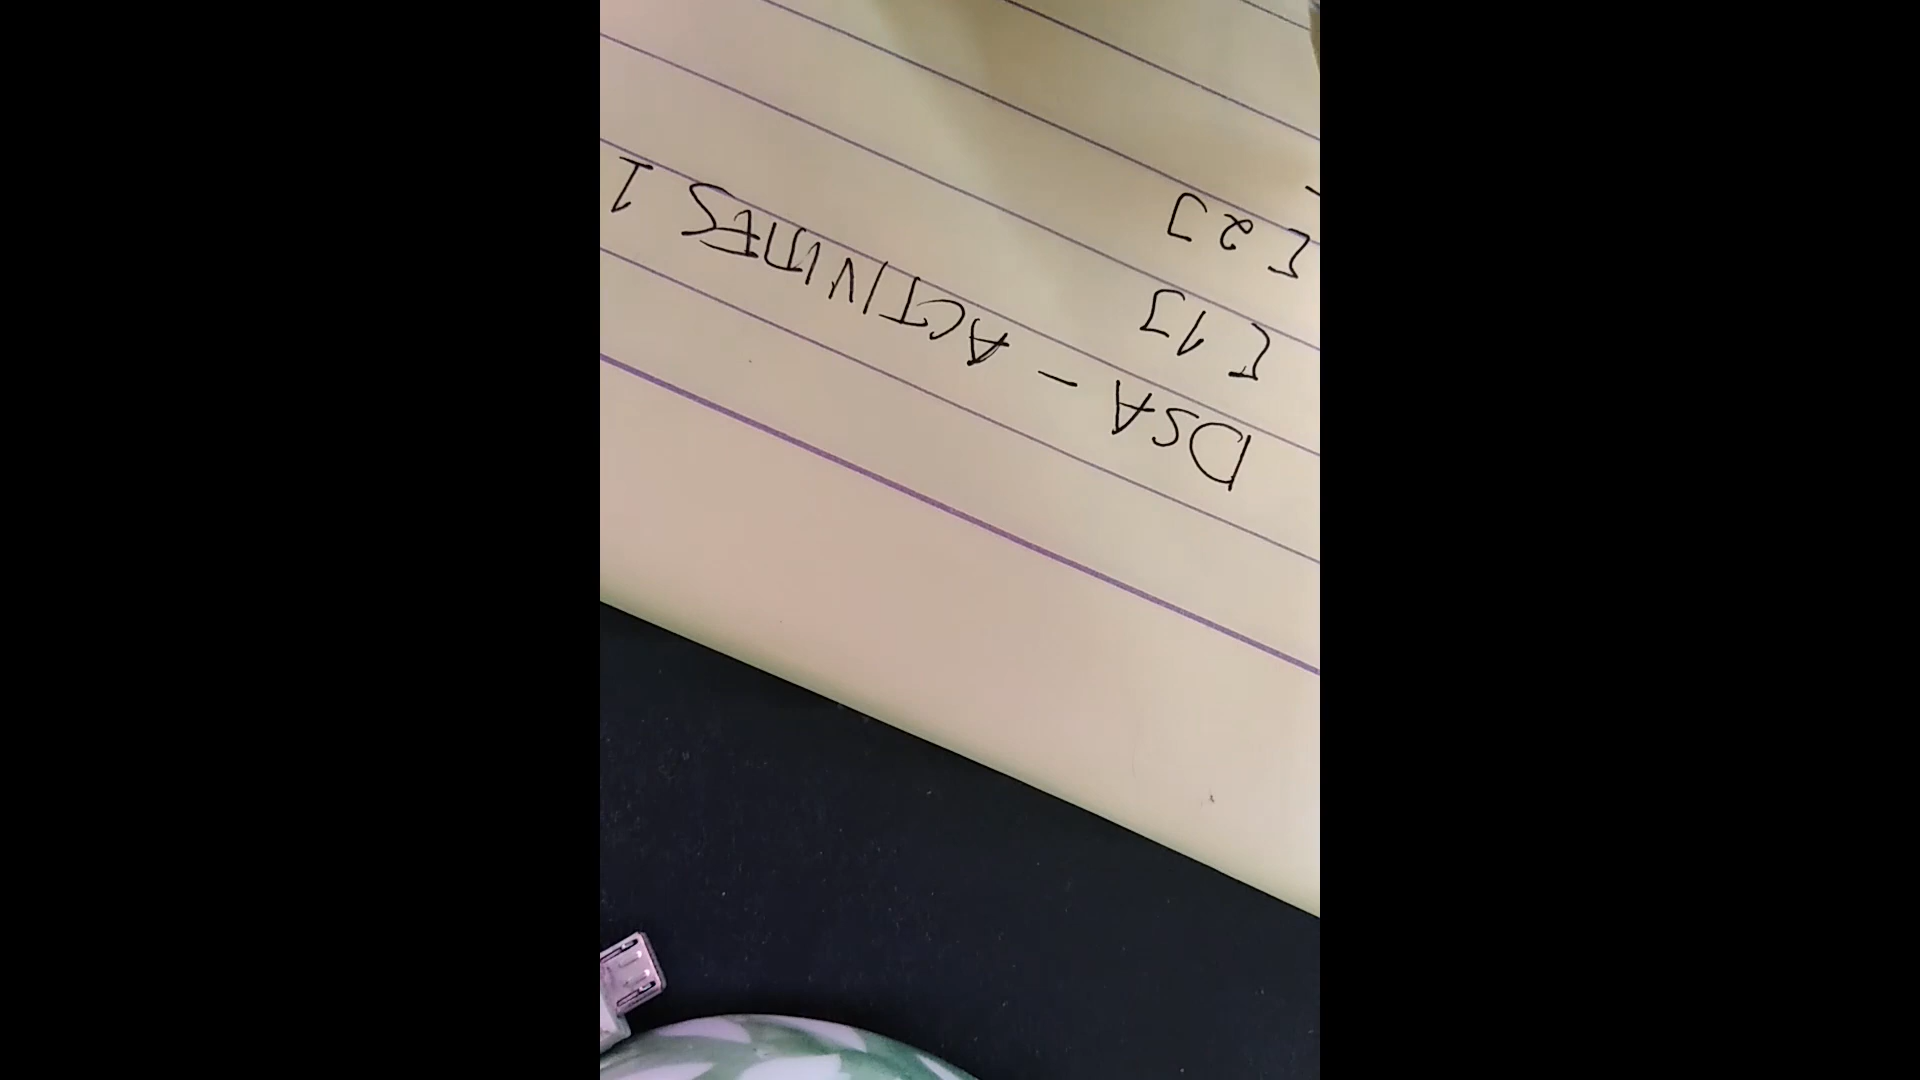 DSA - ACTIVITIES 1
[1]
[2]